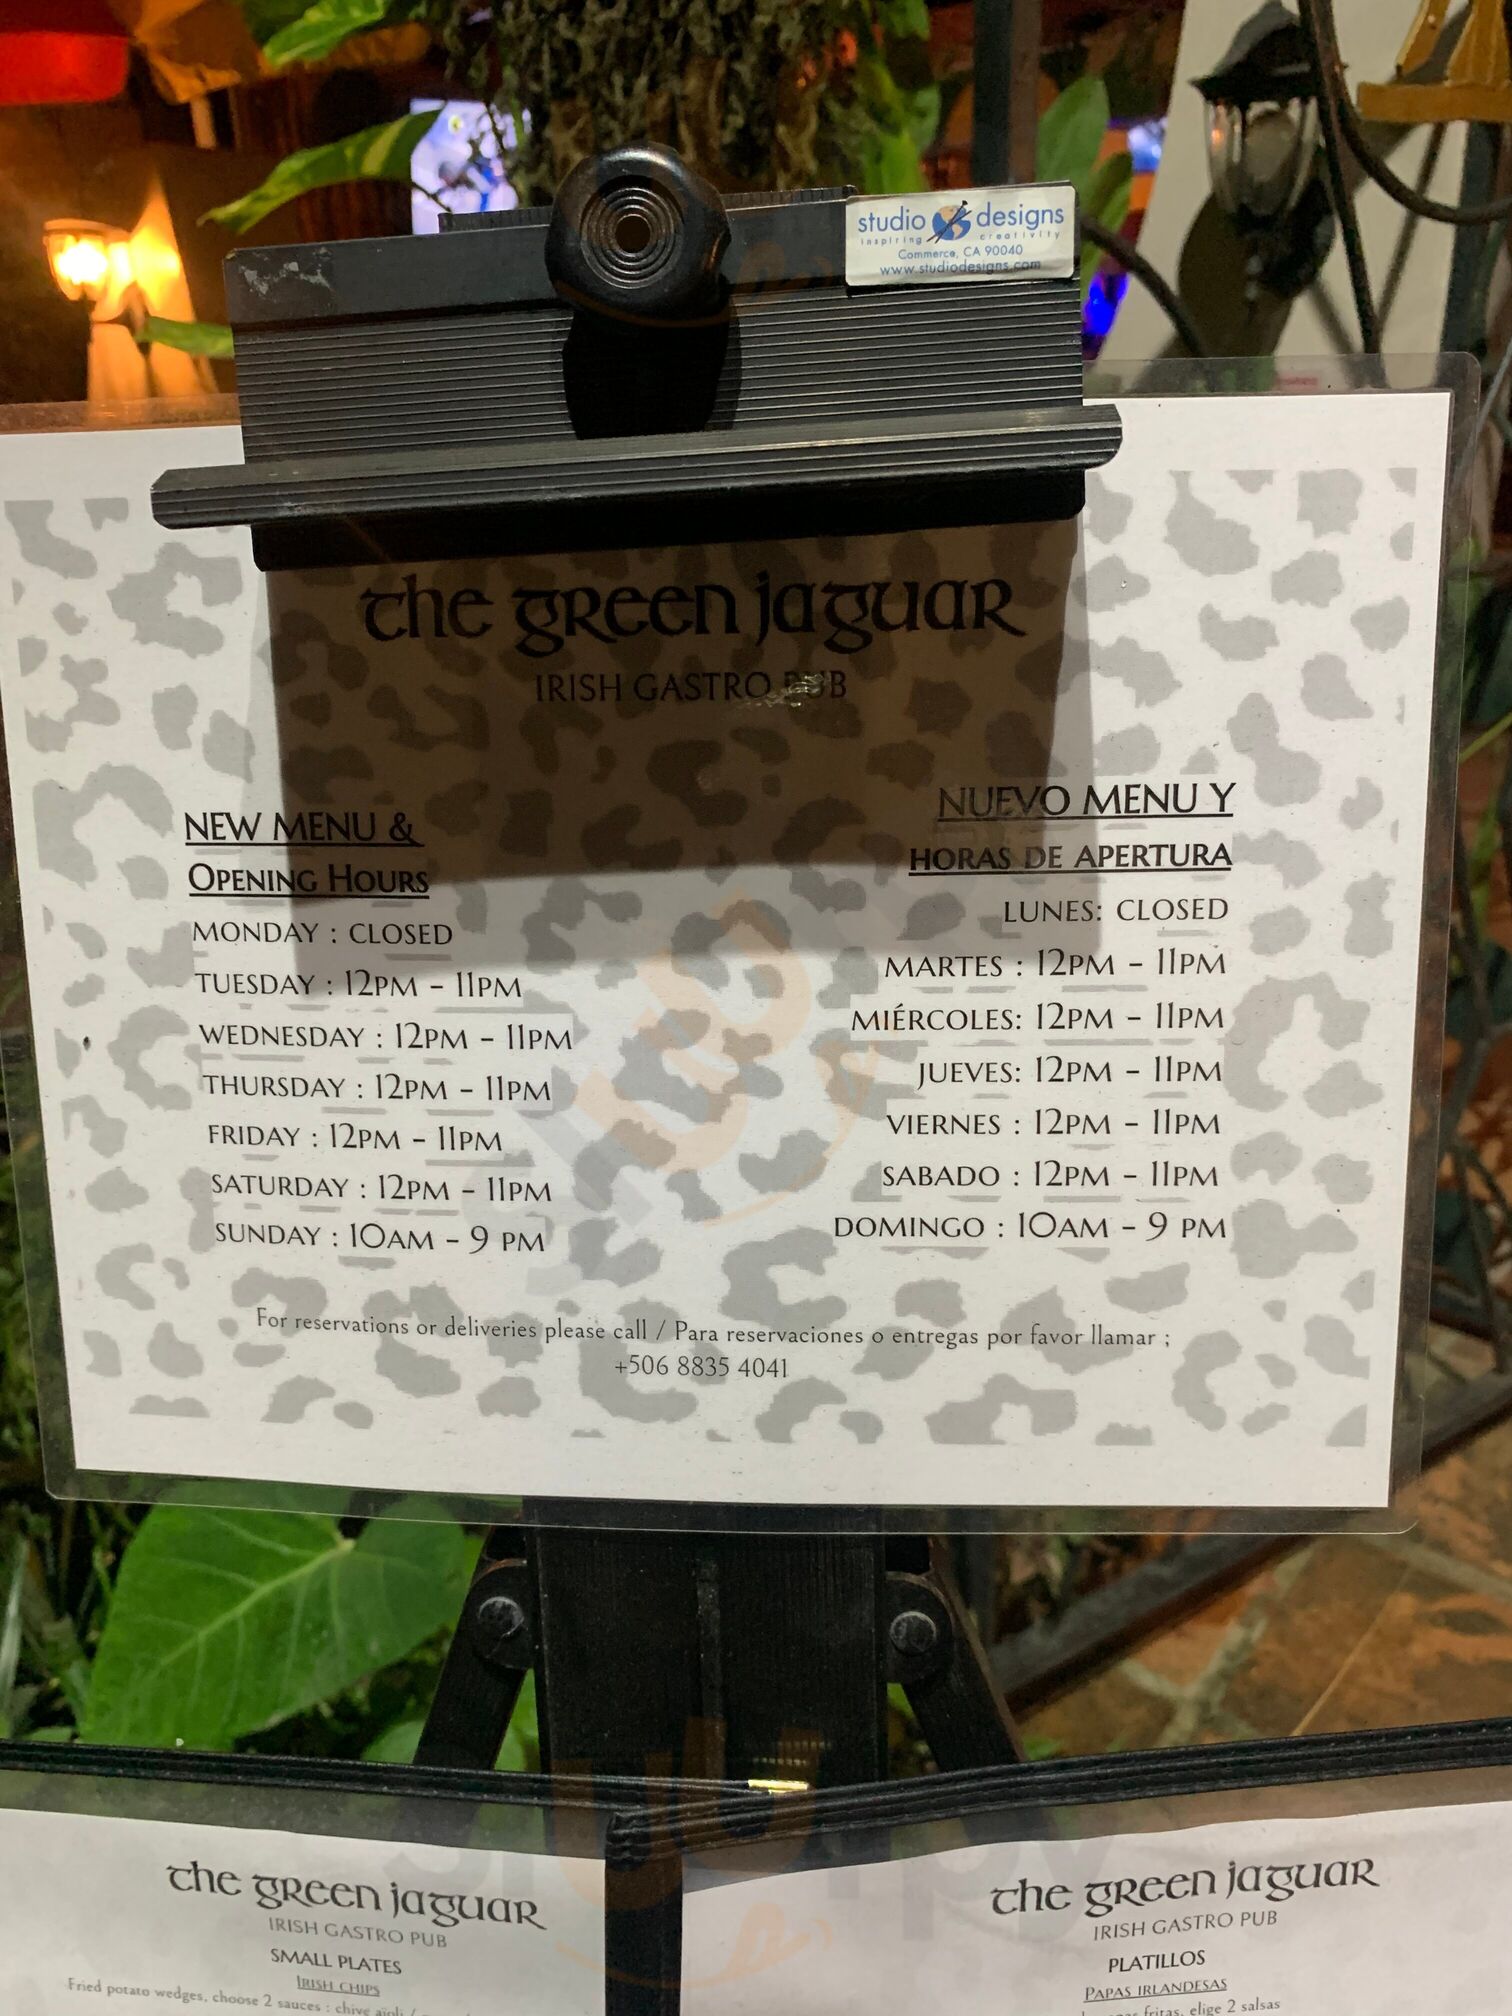 studio designs
inspiring creativity
Commerce, CA 90040
www.studiodesigns.com
the green jaguar
IRISH GASTRO PUB
NEW MENU &
OPENING HOURS
MONDAY : CLOSED
TUESDAY : 12PM - 11PM
WEDNESDAY : 12PM - 11PM
THURSDAY : 12PM - 11PM
FRIDAY : 12PM - 11PM
SATURDAY : 12PM - 11PM
SUNDAY : 10AM - 9 PM
NUEVO MENU Y
HORAS DE APERTURA
LUNES: CLOSED
MARTES : 12PM - 11PM
MIÉRCOLES: 12PM - 11PM
JUEVES: 12PM - 11PM
VIERNES : 12PM - 11PM
SABADO : 12PM - 11PM
DOMINGO : 10AM - 9 PM
For reservations or deliveries please call / Para reservaciones o entregas por favor llamar ;
+506 8835 4041
the green jaguar
IRISH GASTRO PUB
SMALL PLATES
IRISH CHIPS
Fried potato wedges, choose 2 sauces : chive aioli /
the green jaguar
IRISH GASTRO PUB
PLATILLOS
PAPAS IRLANDESAS
fritas, elige 2 salsas